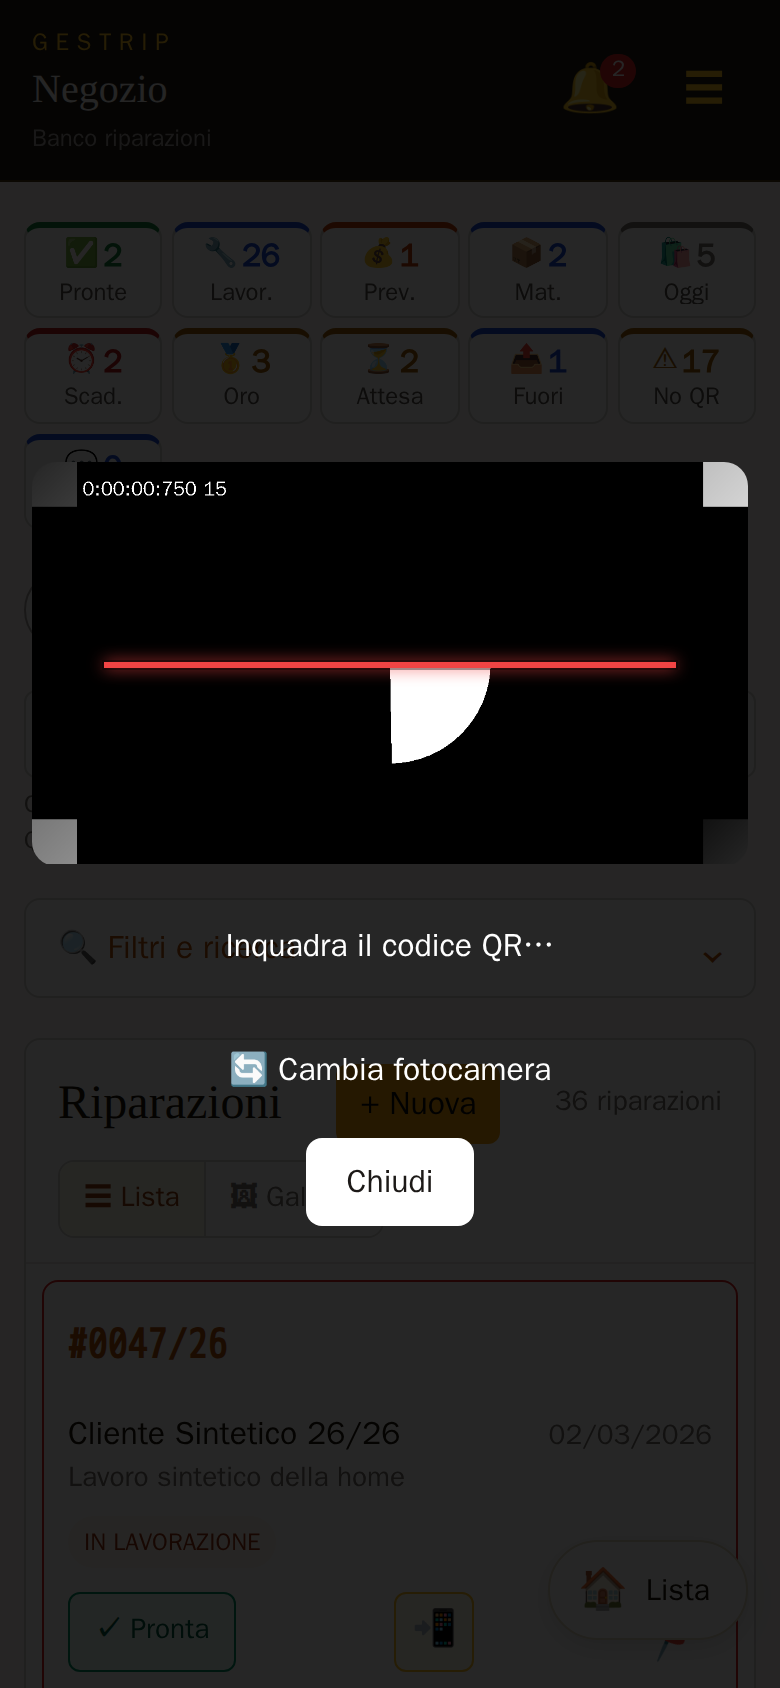 GESTRIP
Negozio
Banco riparazioni
2
2
Pronte
26
Lavor.
1
Prev.
2
Mat.
5
Oggi
2
Scad.
3
Oro
2
Attesa
1
Fuori
17
No QR
0:00:00:750 15
Filtri e
Inquadra il codice QR...
Cambia fotocamera
Riparazioni
+ Nuova
36 riparazioni
Lista
Chiudi
#0047/26
Cliente Sintetico 26/26
02/03/2026
Lavoro sintetico della home
IN LAVORAZIONE
✓ Pronta
Lista